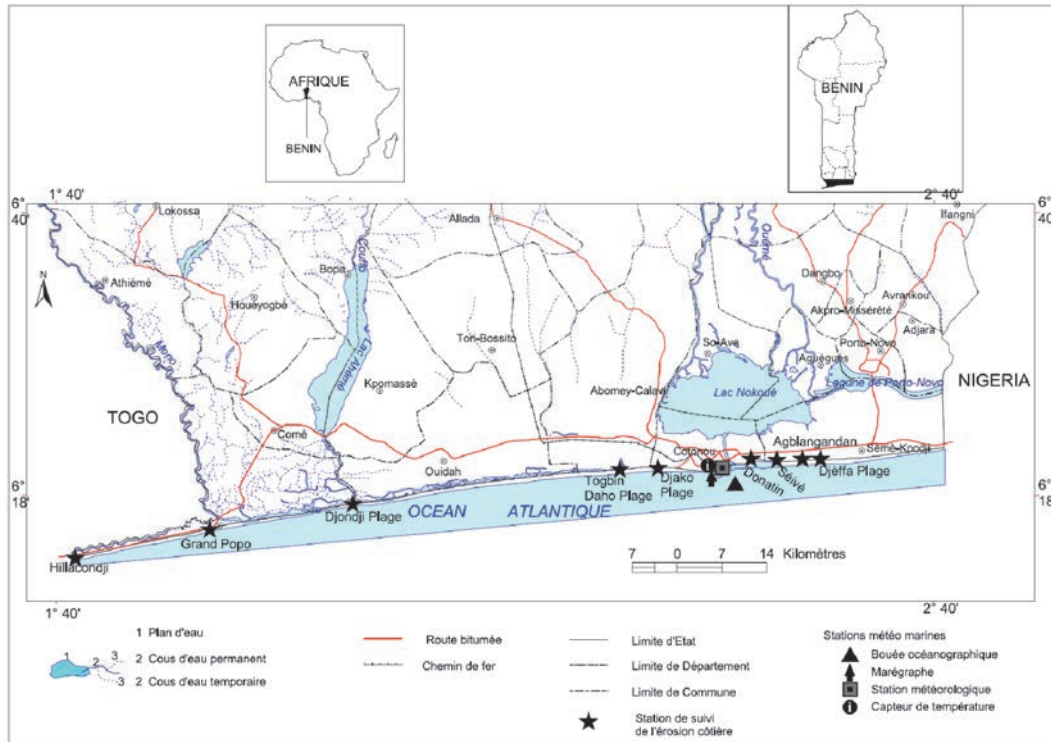 AFRIQUE
BENIN
BENIN
1° 40'
2° 40'
6°
40'
6°
40'
Lokossa
Allada
Ifangni
Couffo
Ouémé
N
Athiémé
Bopa
Dangbo
Houéyogbé
Avrankou
Akpro-Missérété
Adjara
Mono
Lac Ahémé
Tori-Bossito
So-Ava
Porto-Novo
Aguégués
Kpomassè
Abomey-Calavi
Lac Nokoué
Lagune de Porto-Novo
NIGERIA
TOGO
Comé
Agblangandan
Sèmè-Kpodji
Ouidah
Cotonou
Togbin
Daho Plage
Djako
Plage
Donatin
Séivé
Djèffa Plage
6°
18'
6°
18'
Djondji Plage
OCEAN ATLANTIQUE
Grand Popo
Hillacondji
7 0 7 14 Kilomètres
1° 40'
2° 40'
1 Plan d'eau
1
2
3
2 Cous d'eau permanent
3
2 Cous d'eau temporaire
Route bitumée
Chemin de fer
Limite d'Etat
Limite de Département
Limite de Commune
Station de suivi
de l'érosion côtière
Stations météo marines
Bouée océanographique
Marégraphe
Station météorologique
Capteur de température